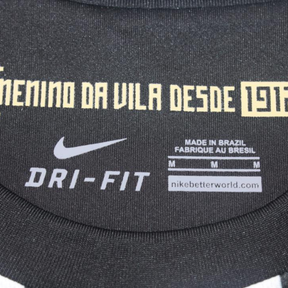 MENINO DA VILA DESDE 1912
DRI-FIT
MADE IN BRAZIL
FABRIQUE AU BRESIL
M M M
nikebetterworld.com